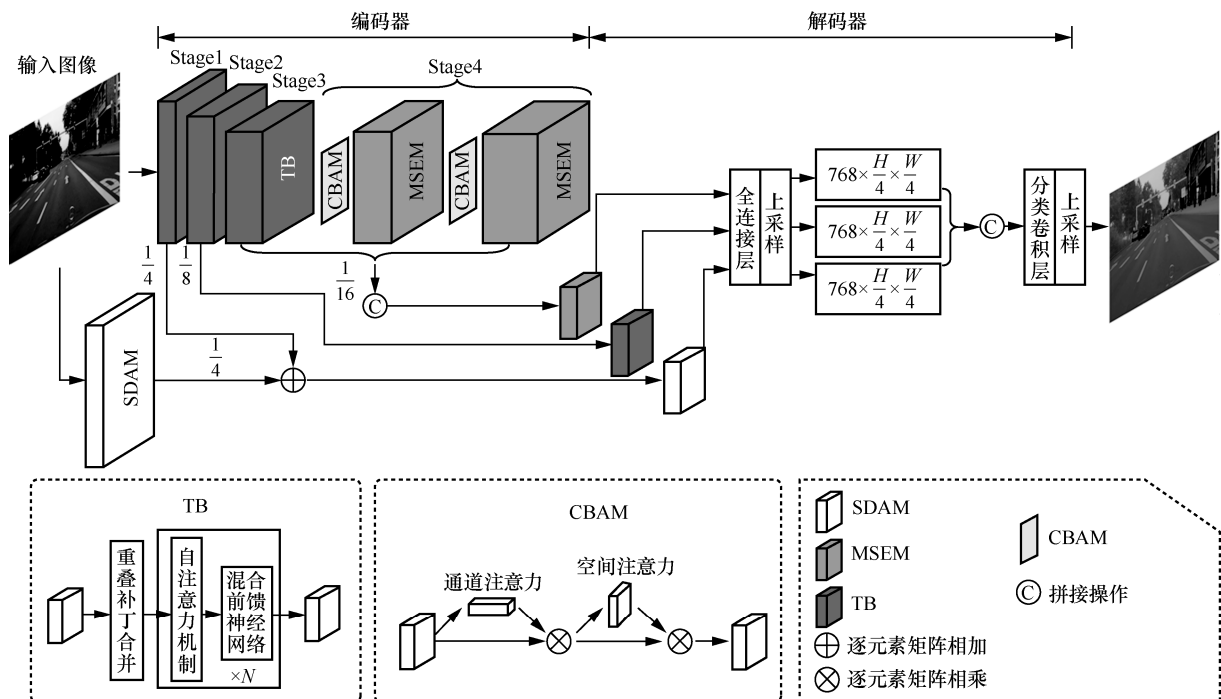 编码器
解码器
输入图像
Stage1
Stage2
Stage3
Stage4
TB
CBAM
MSEM
CBAM
MSEM
1/4
1/8
1/16
C
SDAM
1/4
全连接层
上采样
768×H/4×W/4
768×H/4×W/4
768×H/4×W/4
C
分类卷积层
上采样
TB
重叠补丁合并
自注意力机制
混合前馈神经网络
×N
CBAM
通道注意力
空间注意力
SDAM
MSEM
TB
CBAM
C 拼接操作
逐元素矩阵相加
逐元素矩阵相乘